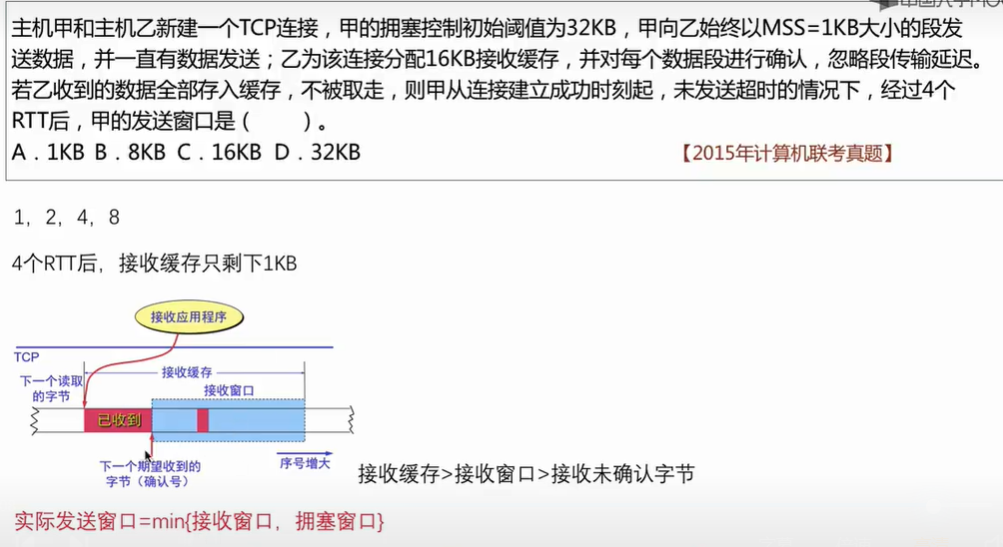 主机甲和主机乙新建一个TCP连接，甲的拥塞控制初始阈值为32KB，甲向乙始终以MSS=1KB大小的段发
送数据，并一直有数据发送；乙为该连接分配16KB接收缓存，并对每个数据段进行确认，忽略段传输延迟。
若乙收到的数据全部存入缓存，不被取走，则甲从连接建立成功时刻起，未发送超时的情况下，经过4个
RTT后，甲的发送窗口是（　　）。
A．1KB B．8KB C．16KB D．32KB
【2015年计算机联考真题】
1，2，4，8
4个RTT后，接收缓存只剩下1KB
接收应用程序
TCP
下一个读取
的字节
接收缓存
接收窗口
已收到
下一个期望收到的
字节（确认号）
序号增大
接收缓存>接收窗口>接收未确认字节
实际发送窗口=min{接收窗口，拥塞窗口}